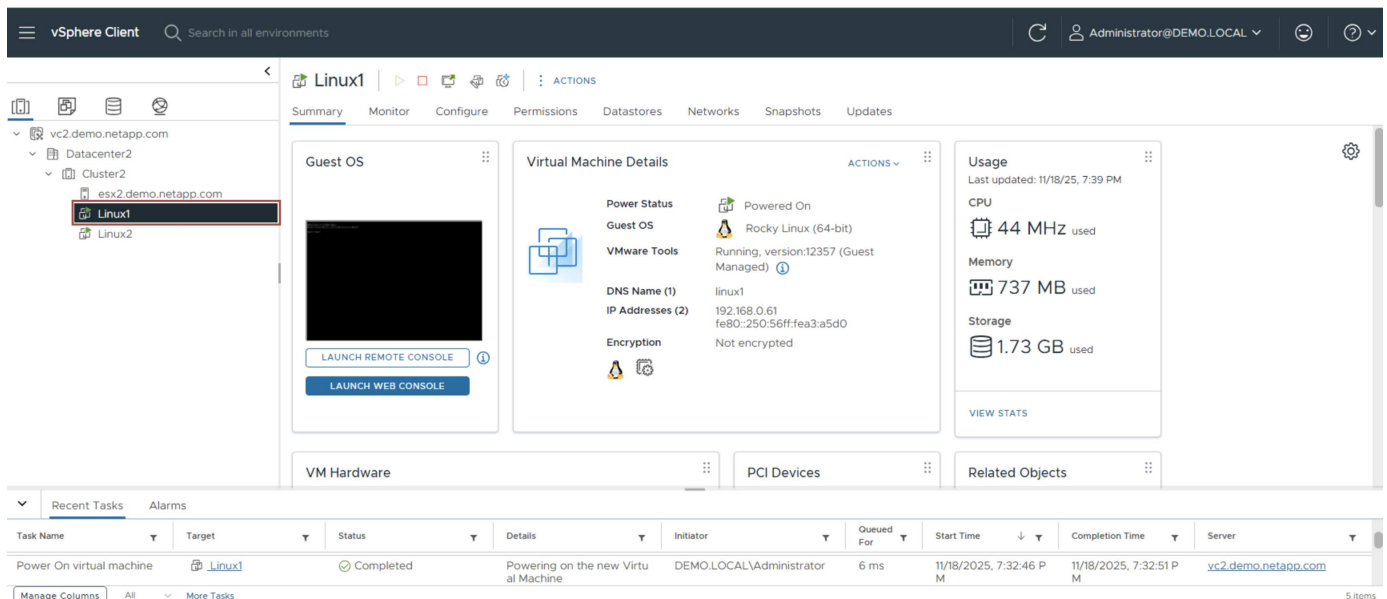 vSphere Client
Search in all environments
Administrator@DEMO.LOCAL
Linux1
ACTIONS
Summary Monitor Configure Permissions Datastores Networks Snapshots Updates
vc2.demo.netapp.com
Datacenter2
Cluster2
esx2.demo.netapp.com
Linux1
Linux2
Guest OS
LAUNCH REMOTE CONSOLE
LAUNCH WEB CONSOLE
Virtual Machine Details
ACTIONS
Power Status Powered On
Guest OS Rocky Linux (64-bit)
VMware Tools Running, version:12357 (Guest
Managed)
DNS Name (1) linux1
IP Addresses (2) 192.168.0.61
fe80::250:56ff:fea3:a5d0
Encryption Not encrypted
Usage
Last updated: 11/18/25, 7:39 PM
CPU
44 MHz used
Memory
737 MB used
Storage
1.73 GB used
VIEW STATS
VM Hardware
PCI Devices
Related Objects
Recent Tasks Alarms
Task Name Target Status Details Initiator Queued For Start Time Completion Time Server
Power On virtual machine Linux1 Completed Powering on the new Virtu DEMO.LOCAL\Administrator 6 ms 11/18/2025, 7:32:46 P 11/18/2025, 7:32:51 P vc2.demo.netapp.com
al Machine M M
Manage Columns All More Tasks 5 items